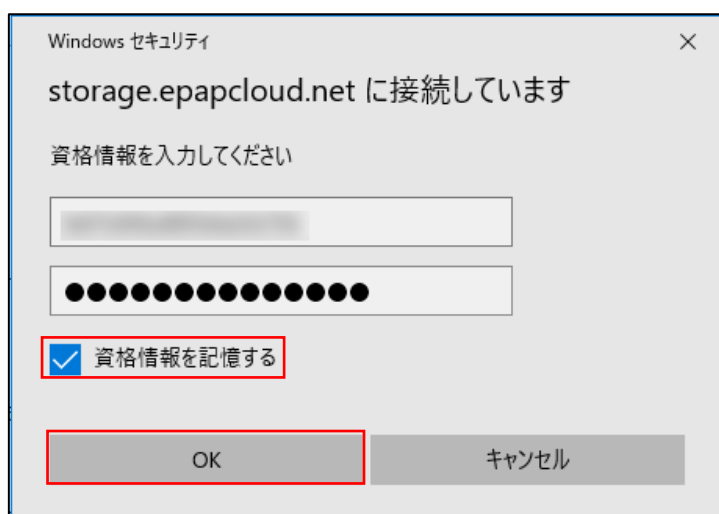 Windows セキュリティ
storage.epapcloud.net に接続しています
資格情報を入力してください
●●●●●●●●●●●●●●
資格情報を記憶する
OK
キャンセル